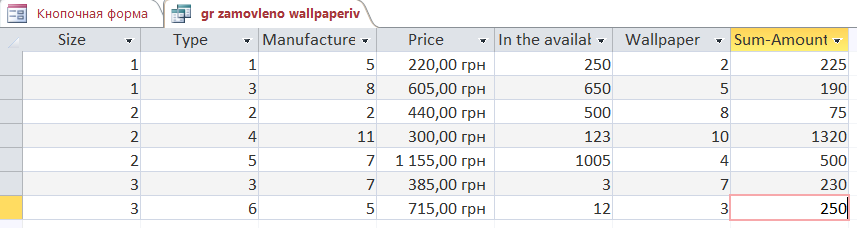 Кнопочная форма gr zamovleno wallpaperiv
Size Type Manufacture Price In the availab Wallpaper Sum-Amount
1 1 5 220,00 грн 250 2 225
1 3 8 605,00 грн 650 5 190
2 2 2 440,00 грн 500 8 75
2 4 11 300,00 грн 123 10 1320
2 5 7 1 155,00 грн 1005 4 500
3 3 7 385,00 грн 3 7 230
3 6 5 715,00 грн 12 3 250